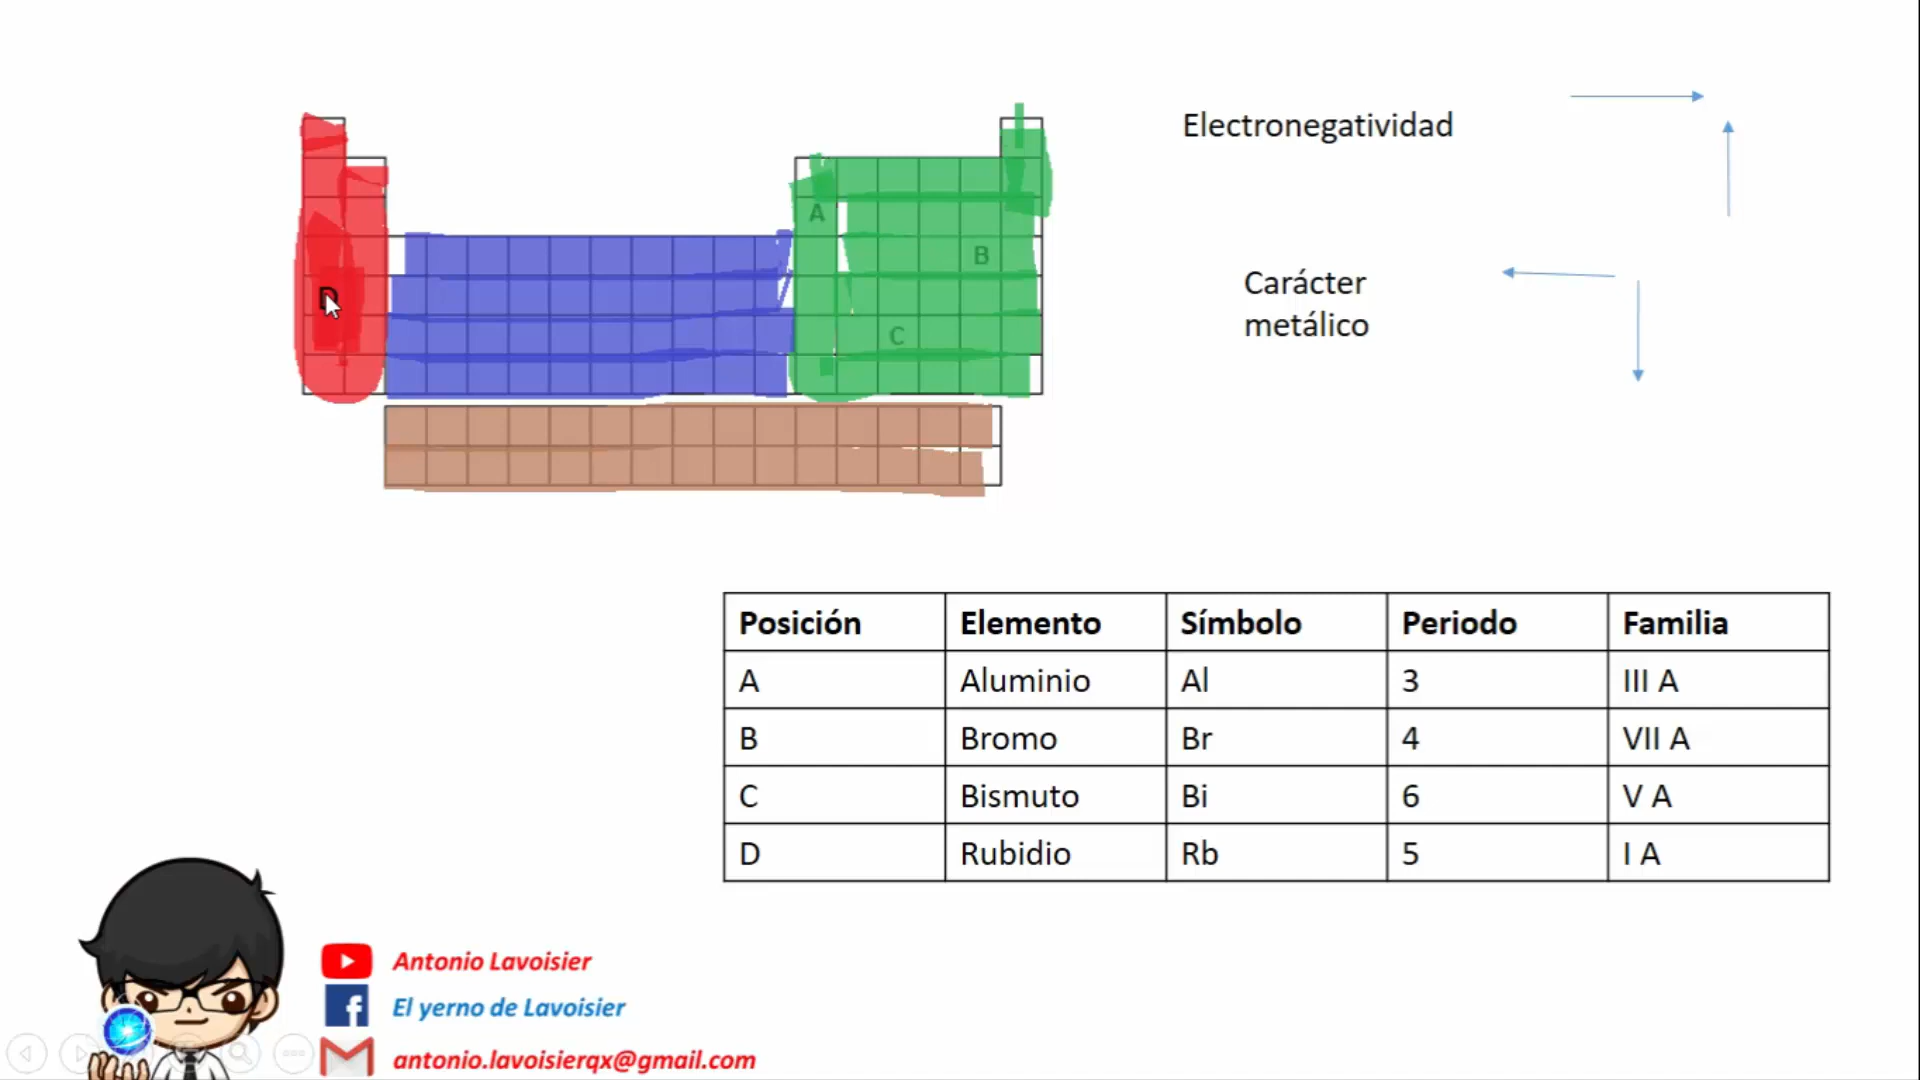 Electronegatividad
A
B
D
C
Carácter
metálico
Posición Elemento Símbolo Periodo Familia
A Aluminio Al 3 III A
B Bromo Br 4 VII A
C Bismuto Bi 6 V A
D Rubidio Rb 5 I A
Antonio Lavoisier
El yerno de Lavoisier
antonio.lavoisierqx@gmail.com